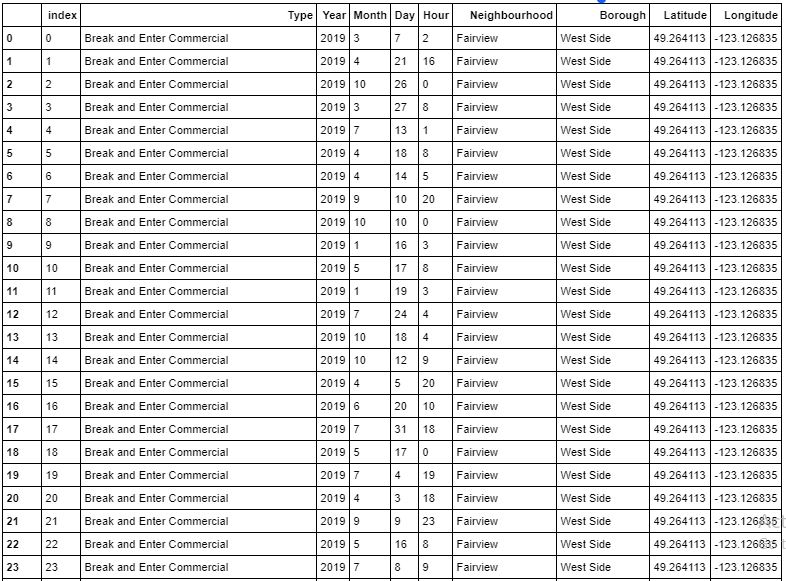 index Type Year Month Day Hour Neighbourhood Borough Latitude Longitude
0 0 Break and Enter Commercial 2019 3 7 2 Fairview West Side 49.264113 -123.126835
1 1 Break and Enter Commercial 2019 4 21 16 Fairview West Side 49.264113 -123.126835
2 2 Break and Enter Commercial 2019 10 26 0 Fairview West Side 49.264113 -123.126835
3 3 Break and Enter Commercial 2019 3 27 8 Fairview West Side 49.264113 -123.126835
4 4 Break and Enter Commercial 2019 7 13 1 Fairview West Side 49.264113 -123.126835
5 5 Break and Enter Commercial 2019 4 18 8 Fairview West Side 49.264113 -123.126835
6 6 Break and Enter Commercial 2019 4 14 5 Fairview West Side 49.264113 -123.126835
7 7 Break and Enter Commercial 2019 9 10 20 Fairview West Side 49.264113 -123.126835
8 8 Break and Enter Commercial 2019 10 10 0 Fairview West Side 49.264113 -123.126835
9 9 Break and Enter Commercial 2019 1 16 3 Fairview West Side 49.264113 -123.126835
10 10 Break and Enter Commercial 2019 5 17 8 Fairview West Side 49.264113 -123.126835
11 11 Break and Enter Commercial 2019 1 19 3 Fairview West Side 49.264113 -123.126835
12 12 Break and Enter Commercial 2019 7 24 4 Fairview West Side 49.264113 -123.126835
13 13 Break and Enter Commercial 2019 10 18 4 Fairview West Side 49.264113 -123.126835
14 14 Break and Enter Commercial 2019 10 12 9 Fairview West Side 49.264113 -123.126835
15 15 Break and Enter Commercial 2019 4 5 20 Fairview West Side 49.264113 -123.126835
16 16 Break and Enter Commercial 2019 6 20 10 Fairview West Side 49.264113 -123.126835
17 17 Break and Enter Commercial 2019 7 31 18 Fairview West Side 49.264113 -123.126835
18 18 Break and Enter Commercial 2019 5 17 0 Fairview West Side 49.264113 -123.126835
19 19 Break and Enter Commercial 2019 7 4 19 Fairview West Side 49.264113 -123.126835
20 20 Break and Enter Commercial 2019 4 3 18 Fairview West Side 49.264113 -123.126835
21 21 Break and Enter Commercial 2019 9 9 23 Fairview West Side 49.264113 -123.126835
22 22 Break and Enter Commercial 2019 5 16 8 Fairview West Side 49.264113 -123.126835
23 23 Break and Enter Commercial 2019 7 8 9 Fairview West Side 49.264113 -123.126835